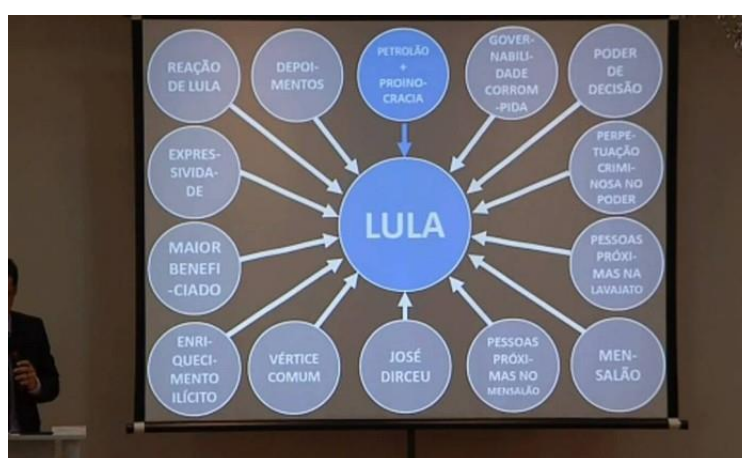 REAÇÃO
DE LULA
DEPOI-
MENTOS
PETROLÃO
+
PROINO-
CRACIA
GOVER-
NABILI-
DADE
CORROM
-PIDA
PODER
DE
DECISÃO
EXPRES-
SIVIDA-
DE
PERPE-
TUAÇÃO
CRIMI-
NOSA NO
PODER
LULA
MAIOR
BENEFI
-CIADO
PESSOAS
PRÓXI-
MAS NA
LAVAJATO
ENRI-
QUECI-
MENTO
ILÍCITO
VÉRTICE
COMUM
JOSÉ
DIRCEU
PESSOAS
PRÓXI-
MAS NO
MENSALÃO
MEN-
SALÃO